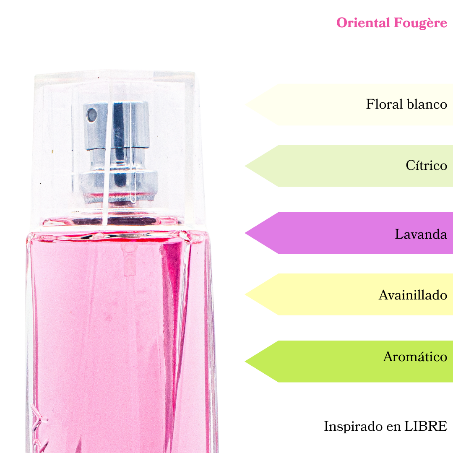 Oriental Fougère
Floral blanco
Cítrico
Lavanda
Avainillado
Aromático
Inspirado en LIBRE